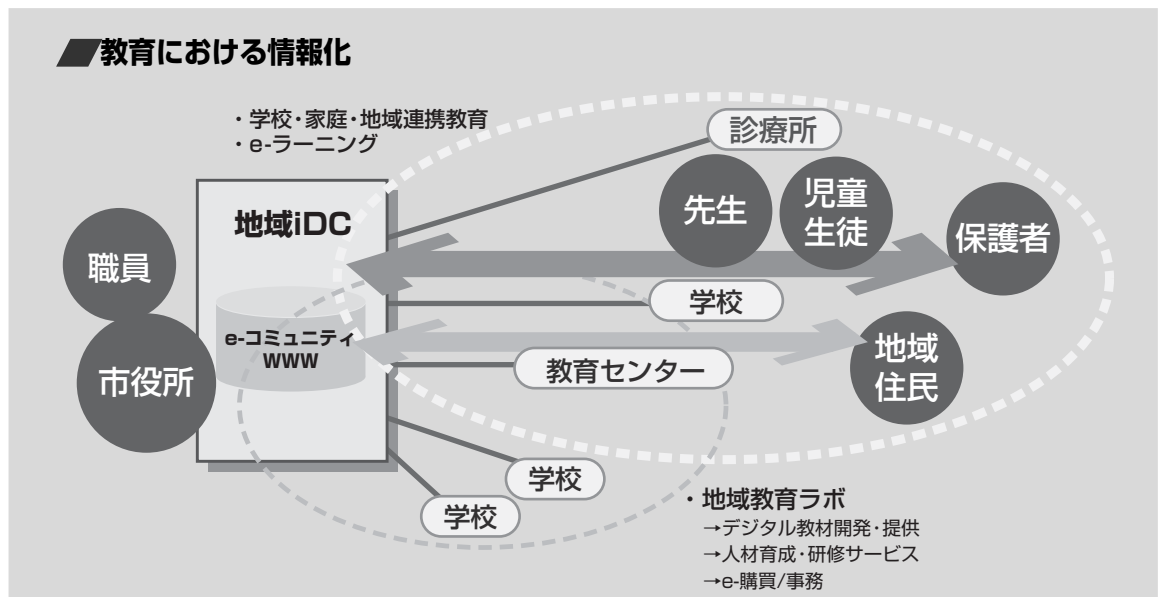 教育における情報化
・学校・家庭・地域連携教育
・e-ラーニング
診療所
先生
児童
生徒
保護者
地域iDC
職員
学校
e-コミュニティ
WWW
市役所
教育センター
地域
住民
学校
学校
・地域教育ラボ
→デジタル教材開発・提供
→人材育成・研修サービス
→e-購買/事務